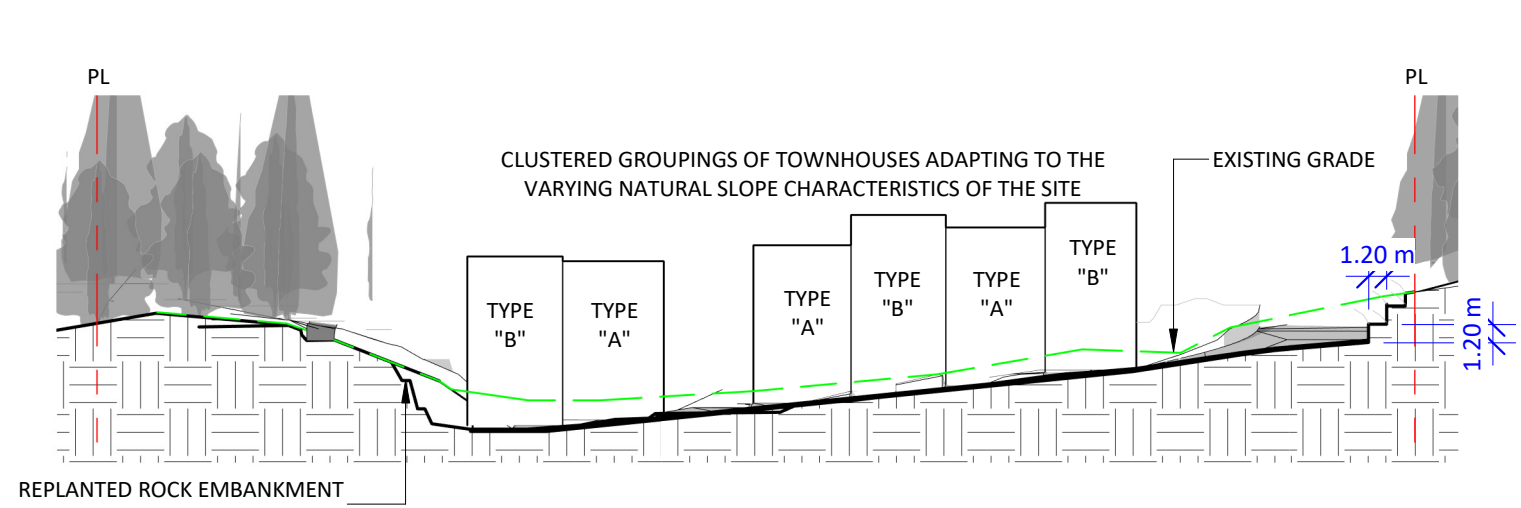 PL
PL
CLUSTERED GROUPINGS OF TOWNHOUSES ADAPTING TO THE
VARYING NATURAL SLOPE CHARACTERISTICS OF THE SITE
EXISTING GRADE
TYPE
"B"
TYPE
"A"
TYPE
"A"
TYPE
"B"
TYPE
"A"
TYPE
"B"
1.20 m
1.20 m
REPLANTED ROCK EMBANKMENT